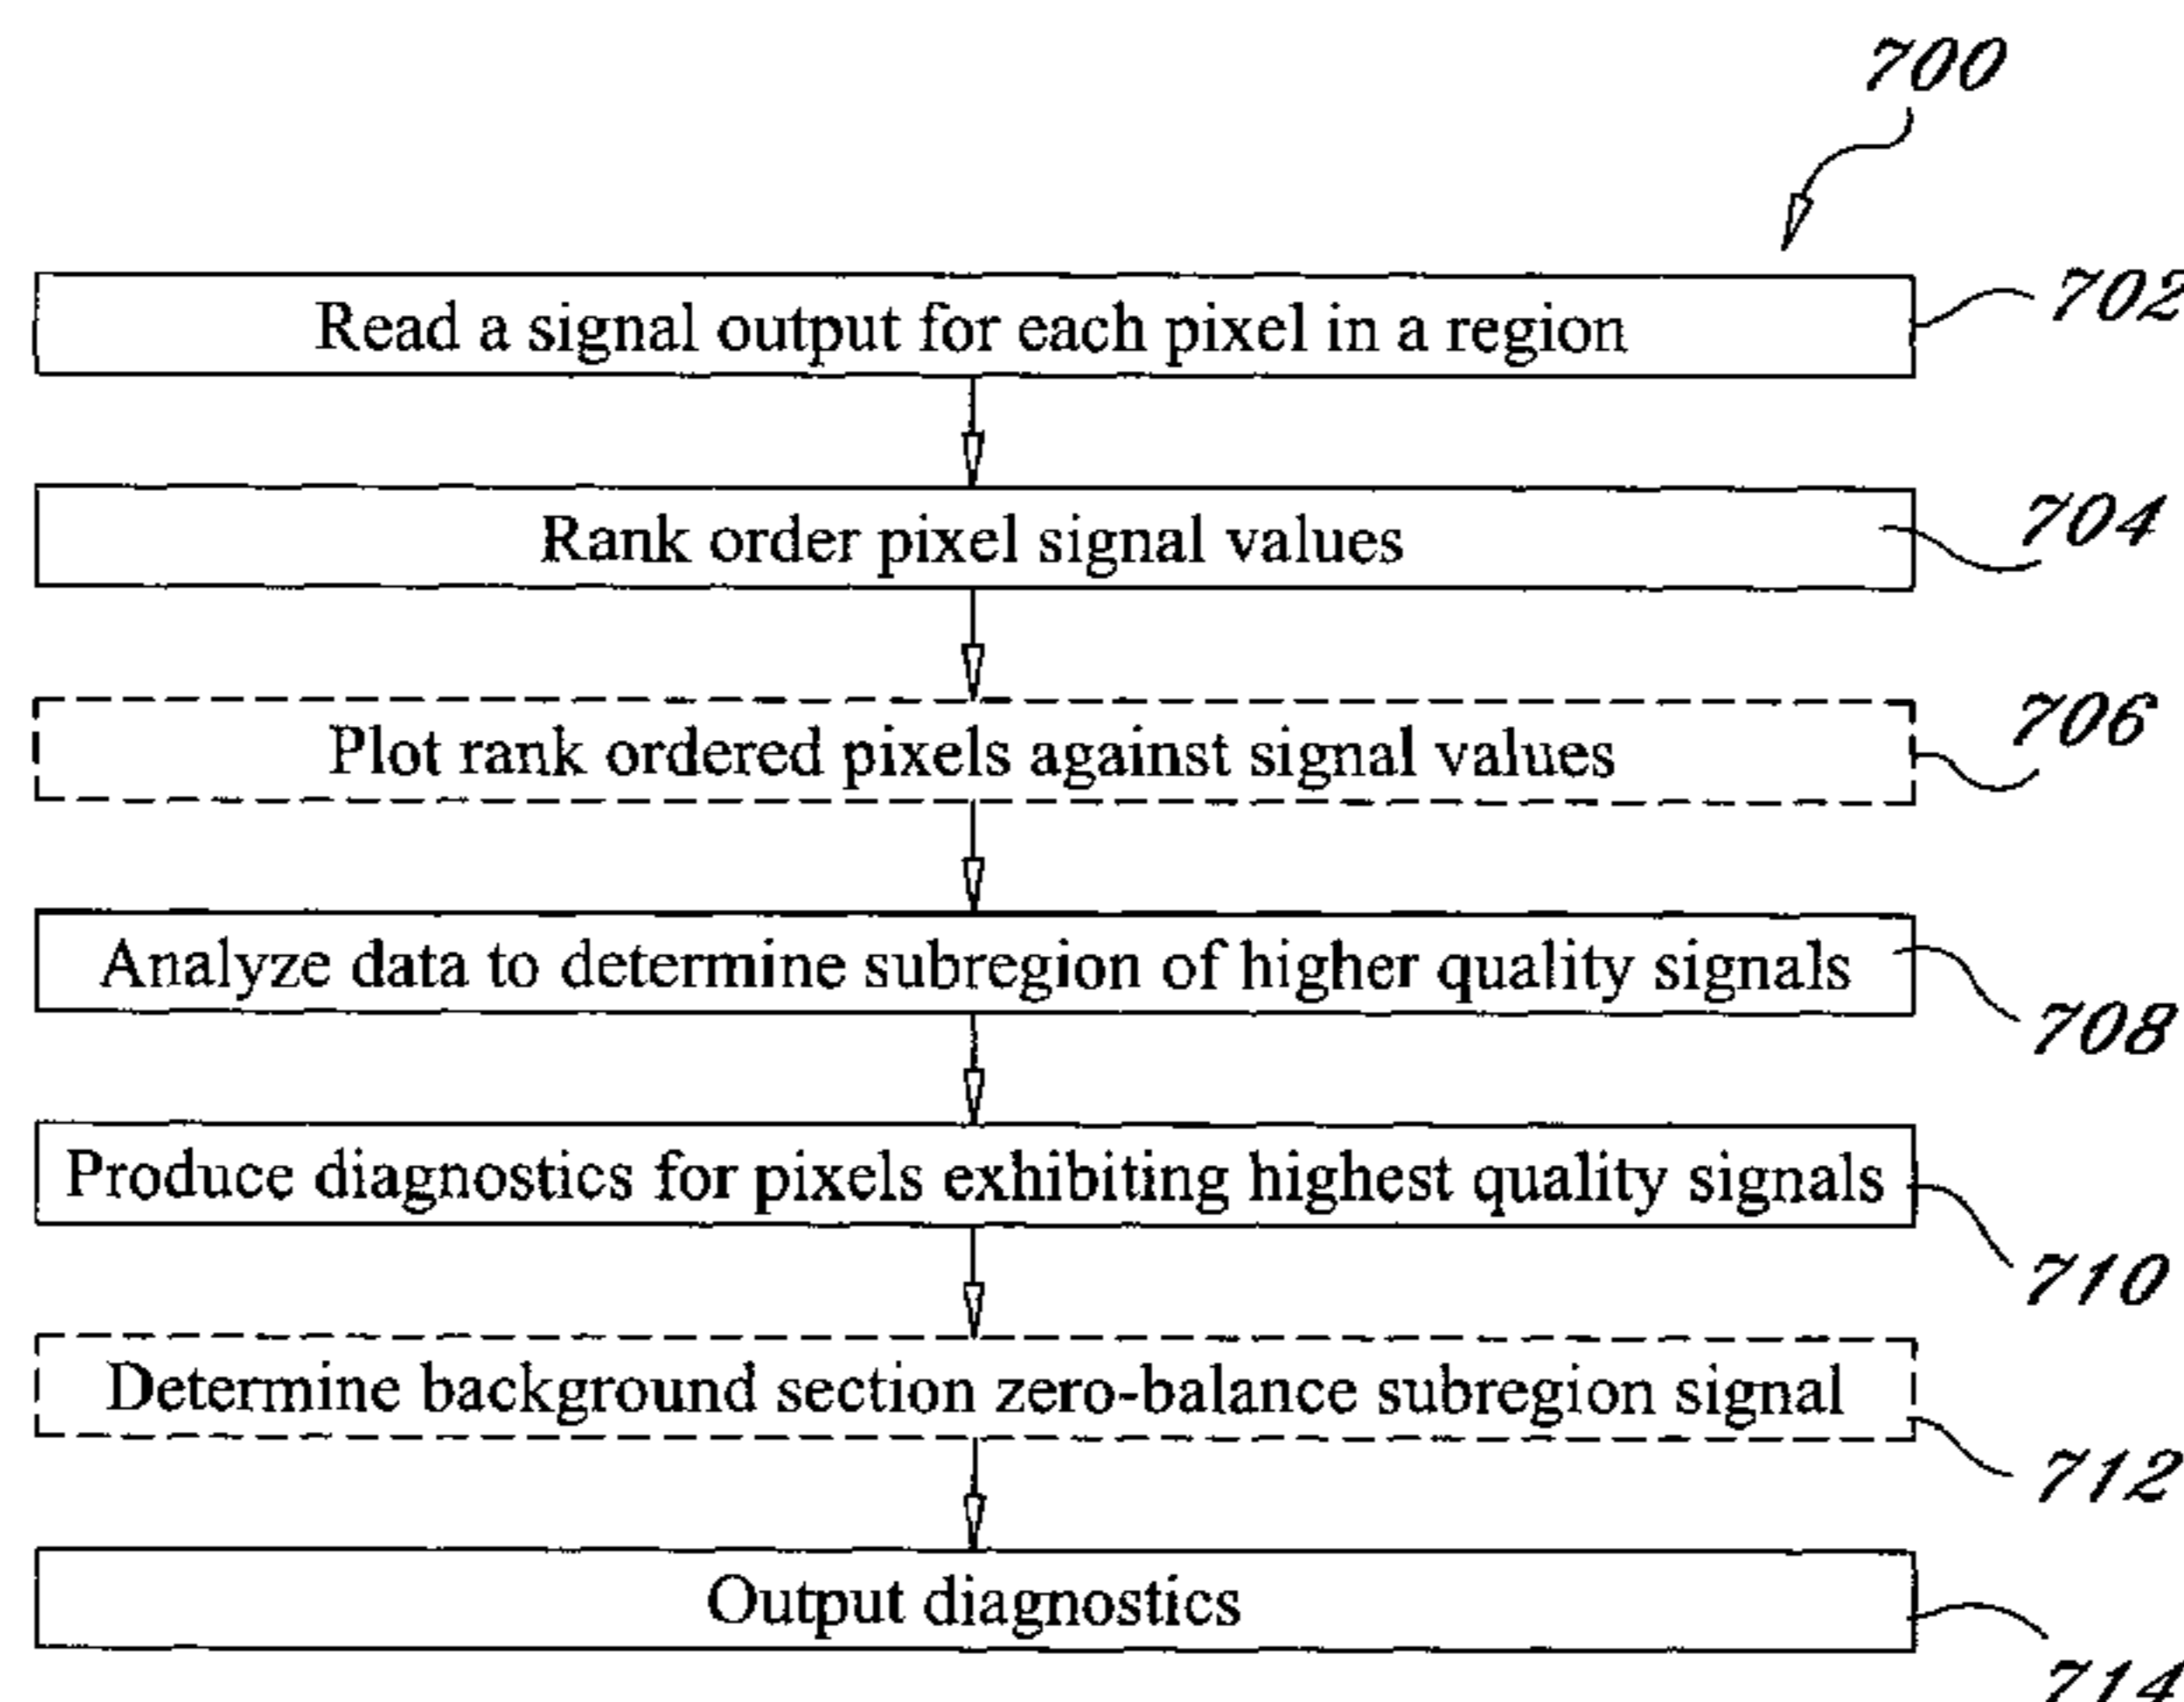 700
Read a signal output for each pixel in a region
702
Rank order pixel signal values
704
Plot rank ordered pixels against signal values
706
Analyze data to determine subregion of higher quality signals
708
Produce diagnostics for pixels exhibiting highest quality signals
710
Determine background section zero-balance subregion signal
712
Output diagnostics
714